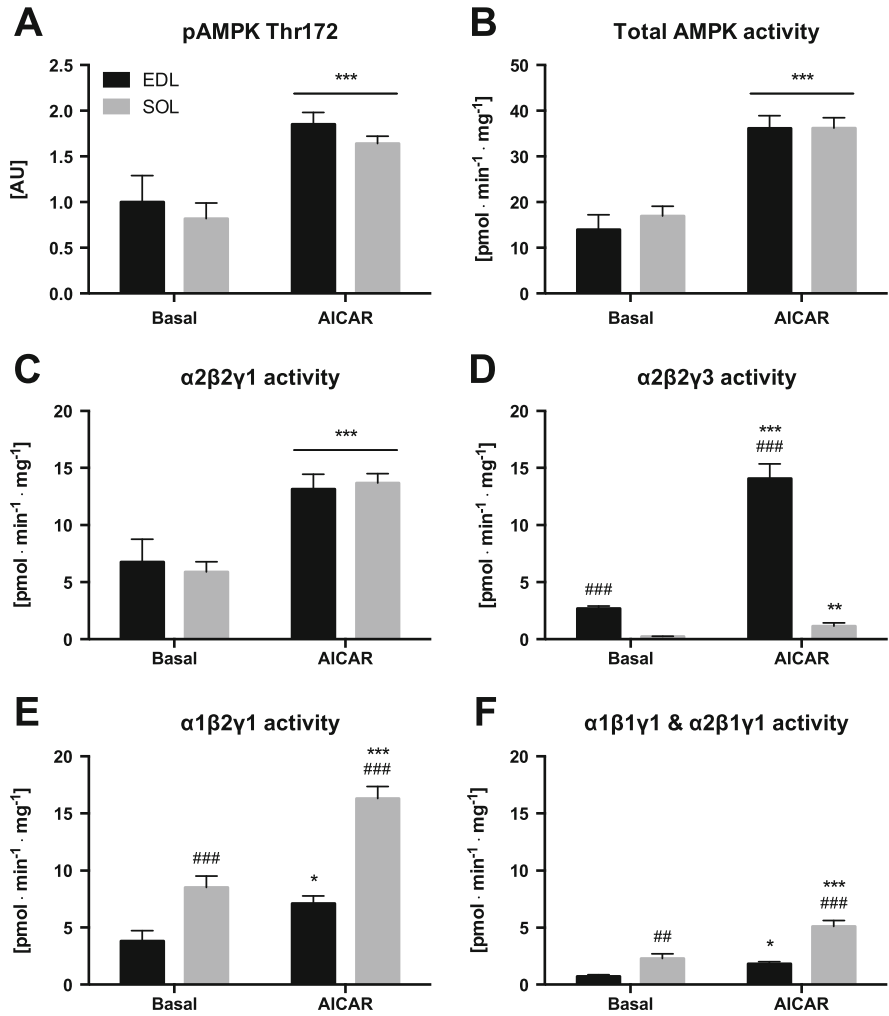 A
pAMPK Thr172
[AU]
2.5
2.0
1.5
1.0
0.5
0.0
EDL
SOL
***
Basal
AICAR
B
Total AMPK activity
[pmol · min⁻¹ · mg⁻¹]
50
40
30
20
10
0
***
Basal
AICAR
C
α2β2γ1 activity
[pmol · min⁻¹ · mg⁻¹]
20
15
10
5
0
***
Basal
AICAR
D
α2β2γ3 activity
[pmol · min⁻¹ · mg⁻¹]
20
15
10
5
0
###
***
###
**
Basal
AICAR
E
α1β2γ1 activity
[pmol · min⁻¹ · mg⁻¹]
20
15
10
5
0
###
*
***
###
Basal
AICAR
F
α1β1γ1 & α2β1γ1 activity
[pmol · min⁻¹ · mg⁻¹]
20
15
10
5
0
##
*
***
###
Basal
AICAR